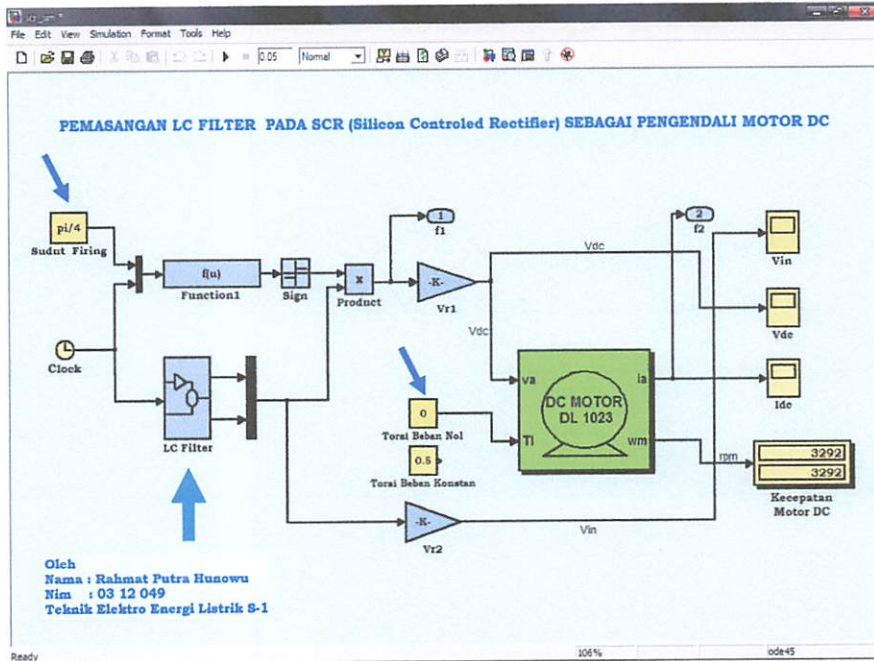 scr_sim *
File Edit View Simulation Format Tools Help
0.05 Normal
PEMASANGAN LC FILTER PADA SCR (Silicon Controled Rectifier) SEBAGAI PENGENDALI MOTOR DC
pi/4
Sudut Firing
f(u)
Function1
Sign
x
Product
1
f1
-K-
Vr1
Vdc
Vdc
2
f2
Vin
Vdc
Idc
Clock
LC Filter
0
Torsi Beban Nol
0.5
Torsi Beban Konstan
va
Tl
DC MOTOR
DL 1023
ia
wm
rpm
3292
3292
Kecepatan
Motor DC
-K-
Vr2
Vin
Oleh
Nama : Rahmat Putra Hunowu
Nim : 03 12 049
Teknik Elektro Energi Listrik S-1
Ready
106%
ode45